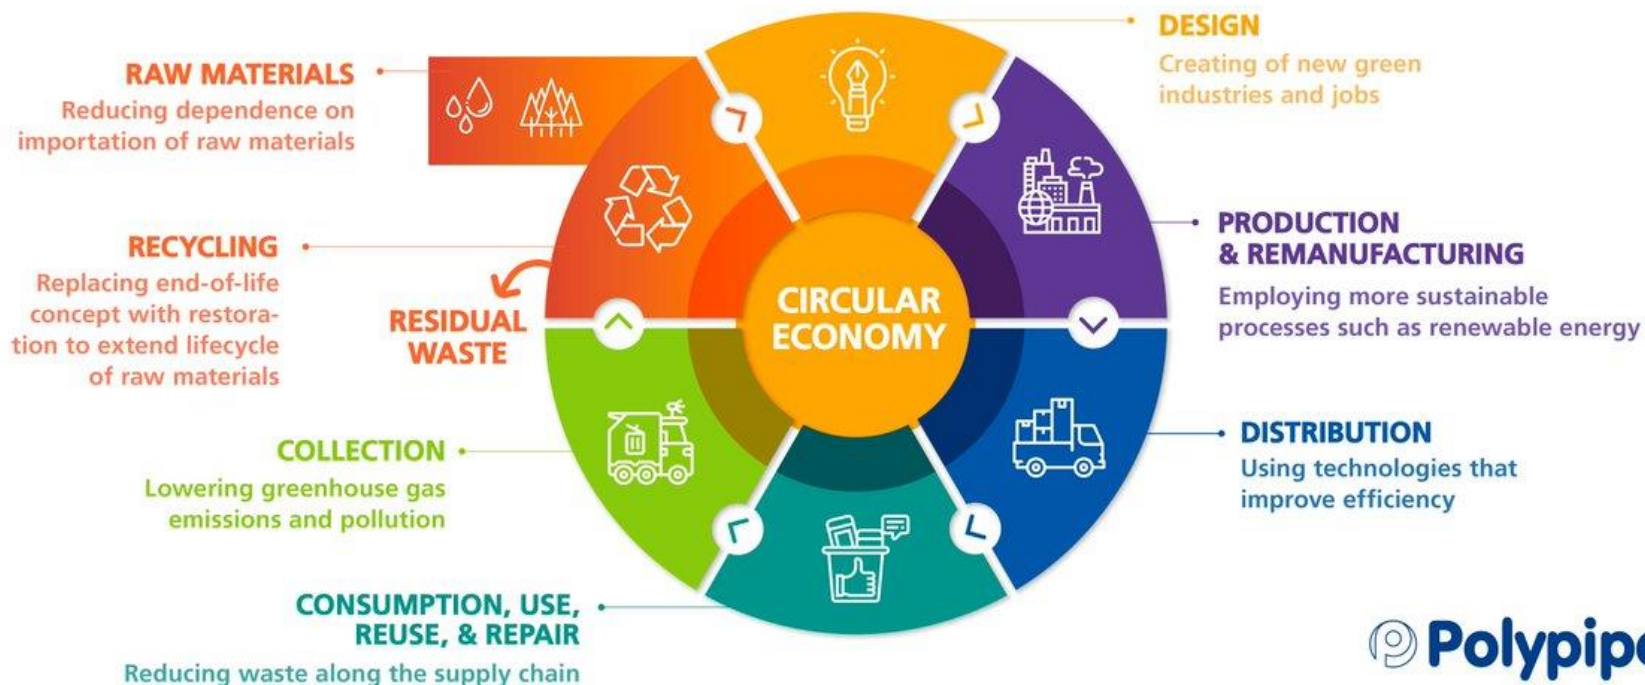 RAW MATERIALS
Reducing dependence on
importation of raw materials
RECYCLING
Replacing end-of-life
concept with restora-
tion to extend lifecycle
of raw materials
RESIDUAL
WASTE
COLLECTION
Lowering greenhouse gas
emissions and pollution
CONSUMPTION, USE,
REUSE, & REPAIR
Reducing waste along the supply chain
CIRCULAR
ECONOMY
DESIGN
Creating of new green
industries and jobs
PRODUCTION
& REMANUFACTURING
Employing more sustainable
processes such as renewable energy
DISTRIBUTION
Using technologies that
improve efficiency
Polypipe